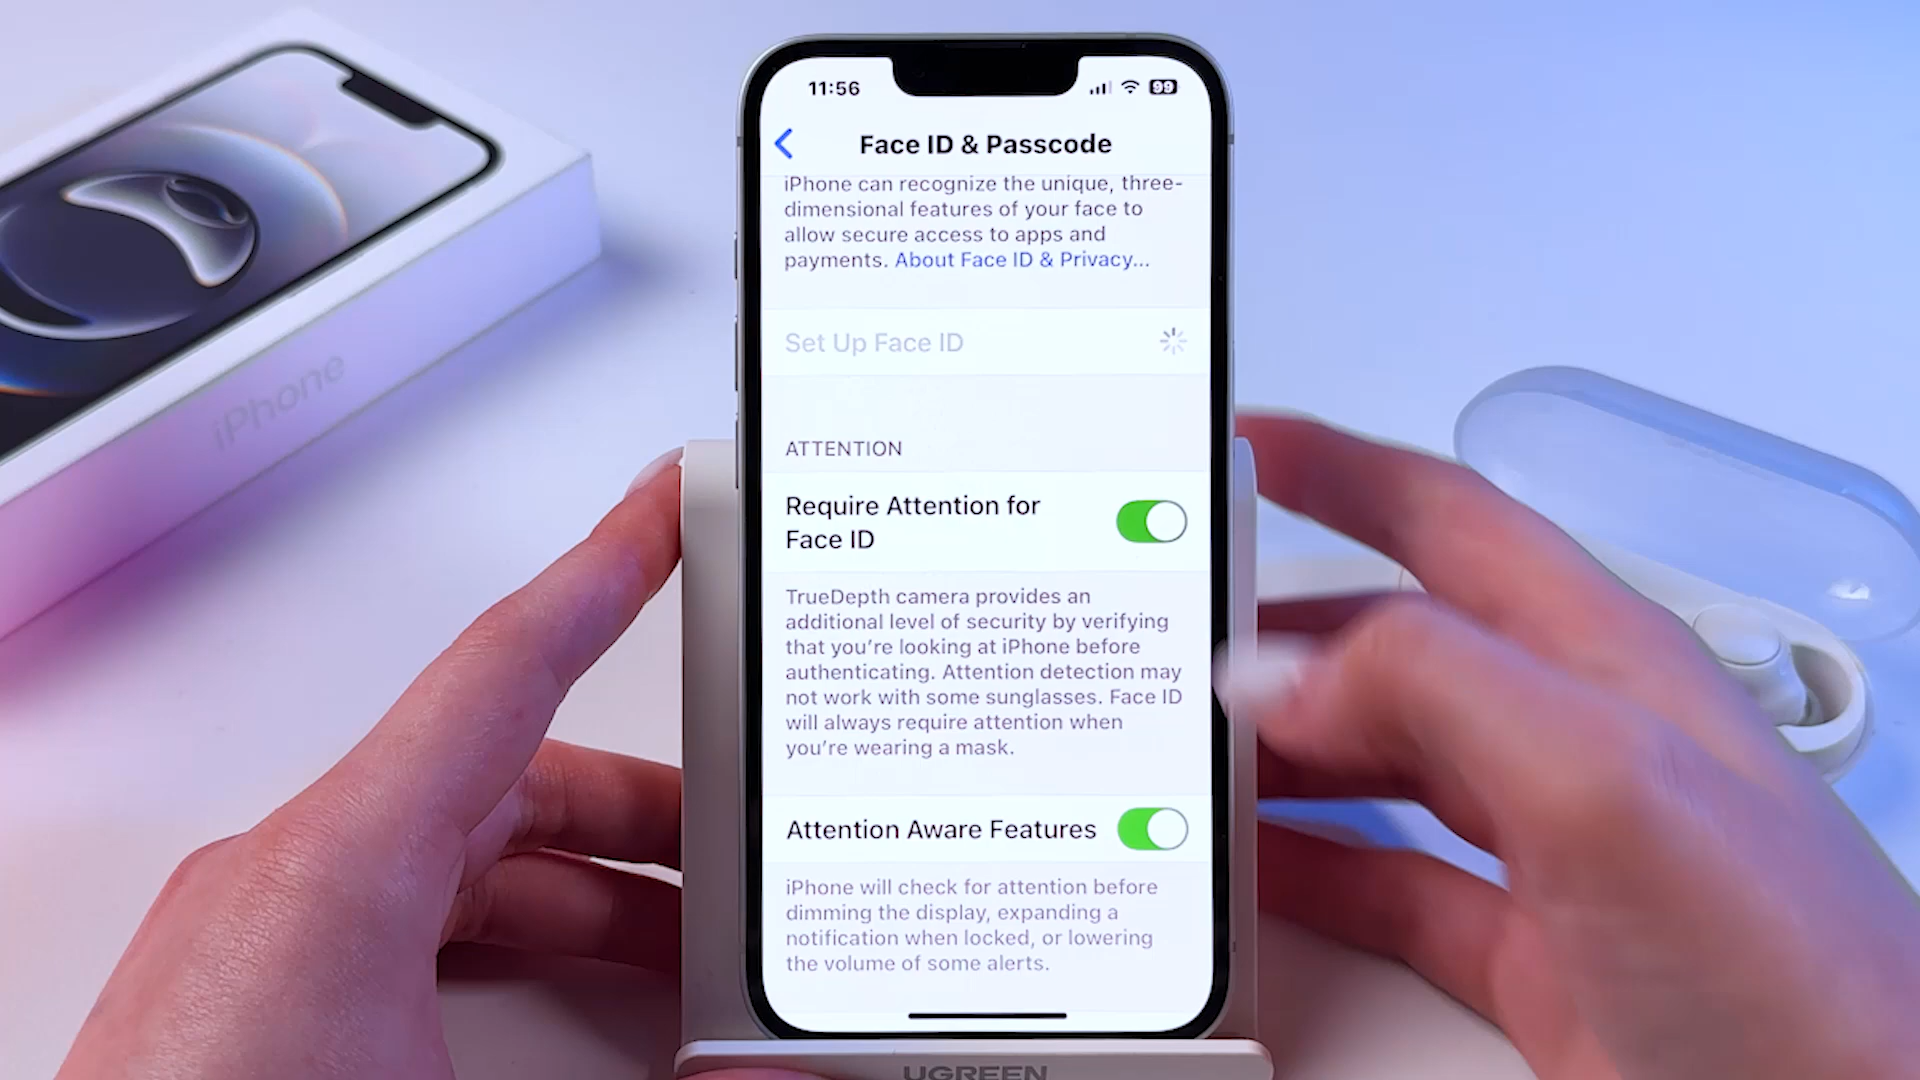 11:56
99
Face ID & Passcode
iPhone can recognize the unique, three-
dimensional features of your face to
allow secure access to apps and
payments. About Face ID & Privacy...
Set Up Face ID
ATTENTION
Require Attention for
Face ID
TrueDepth camera provides an
additional level of security by verifying
that you’re looking at iPhone before
authenticating. Attention detection may
not work with some sunglasses. Face ID
will always require attention when
you’re wearing a mask.
Attention Aware Features
iPhone will check for attention before
dimming the display, expanding a
notification when locked, or lowering
the volume of some alerts.
iPhone
UGREEN